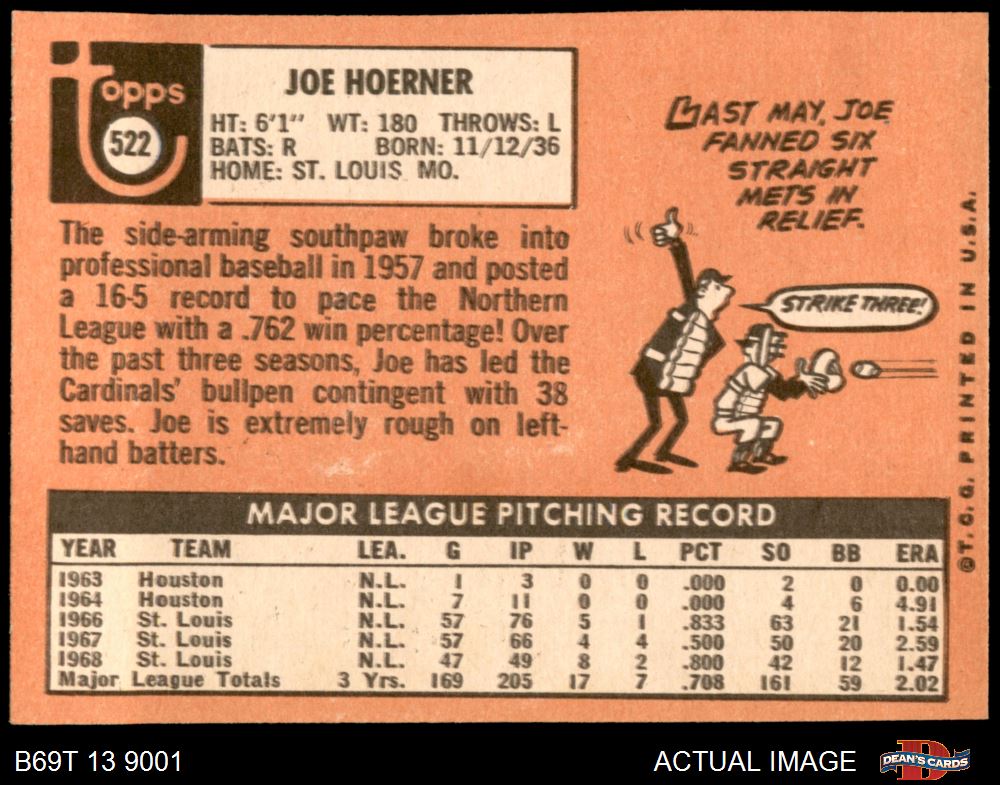 topps
522
JOE HOERNER
HT: 6'1" WT: 180 THROWS: L
BATS: R BORN: 11/12/36
HOME: ST. LOUIS MO.
The side-arming southpaw broke into
professional baseball in 1957 and posted
a 16-5 record to pace the Northern
League with a .762 win percentage! Over
the past three seasons, Joe has led the
Cardinals' bullpen contingent with 38
saves. Joe is extremely rough on left-
hand batters.
LAST MAY, JOE
FANNED SIX
STRAIGHT
METS IN
RELIEF.
STRIKE THREE!
©T.C.G. PRINTED IN U.S.A.
MAJOR LEAGUE PITCHING RECORD
YEAR TEAM LEA. G IP W L PCT SO BB ERA
1963 Houston N.L. 1 3 0 0 .000 2 0 0.00
1964 Houston N.L. 7 11 0 0 .000 4 6 4.91
1966 St. Louis N.L. 57 76 5 1 .833 63 21 1.54
1967 St. Louis N.L. 57 66 4 4 .500 50 20 2.59
1968 St. Louis N.L. 47 49 8 2 .800 42 12 1.47
Major League Totals 3 Yrs. 169 205 17 7 .708 161 59 2.02
B69T 13 9001
ACTUAL IMAGE
D
DEAN'S CARDS